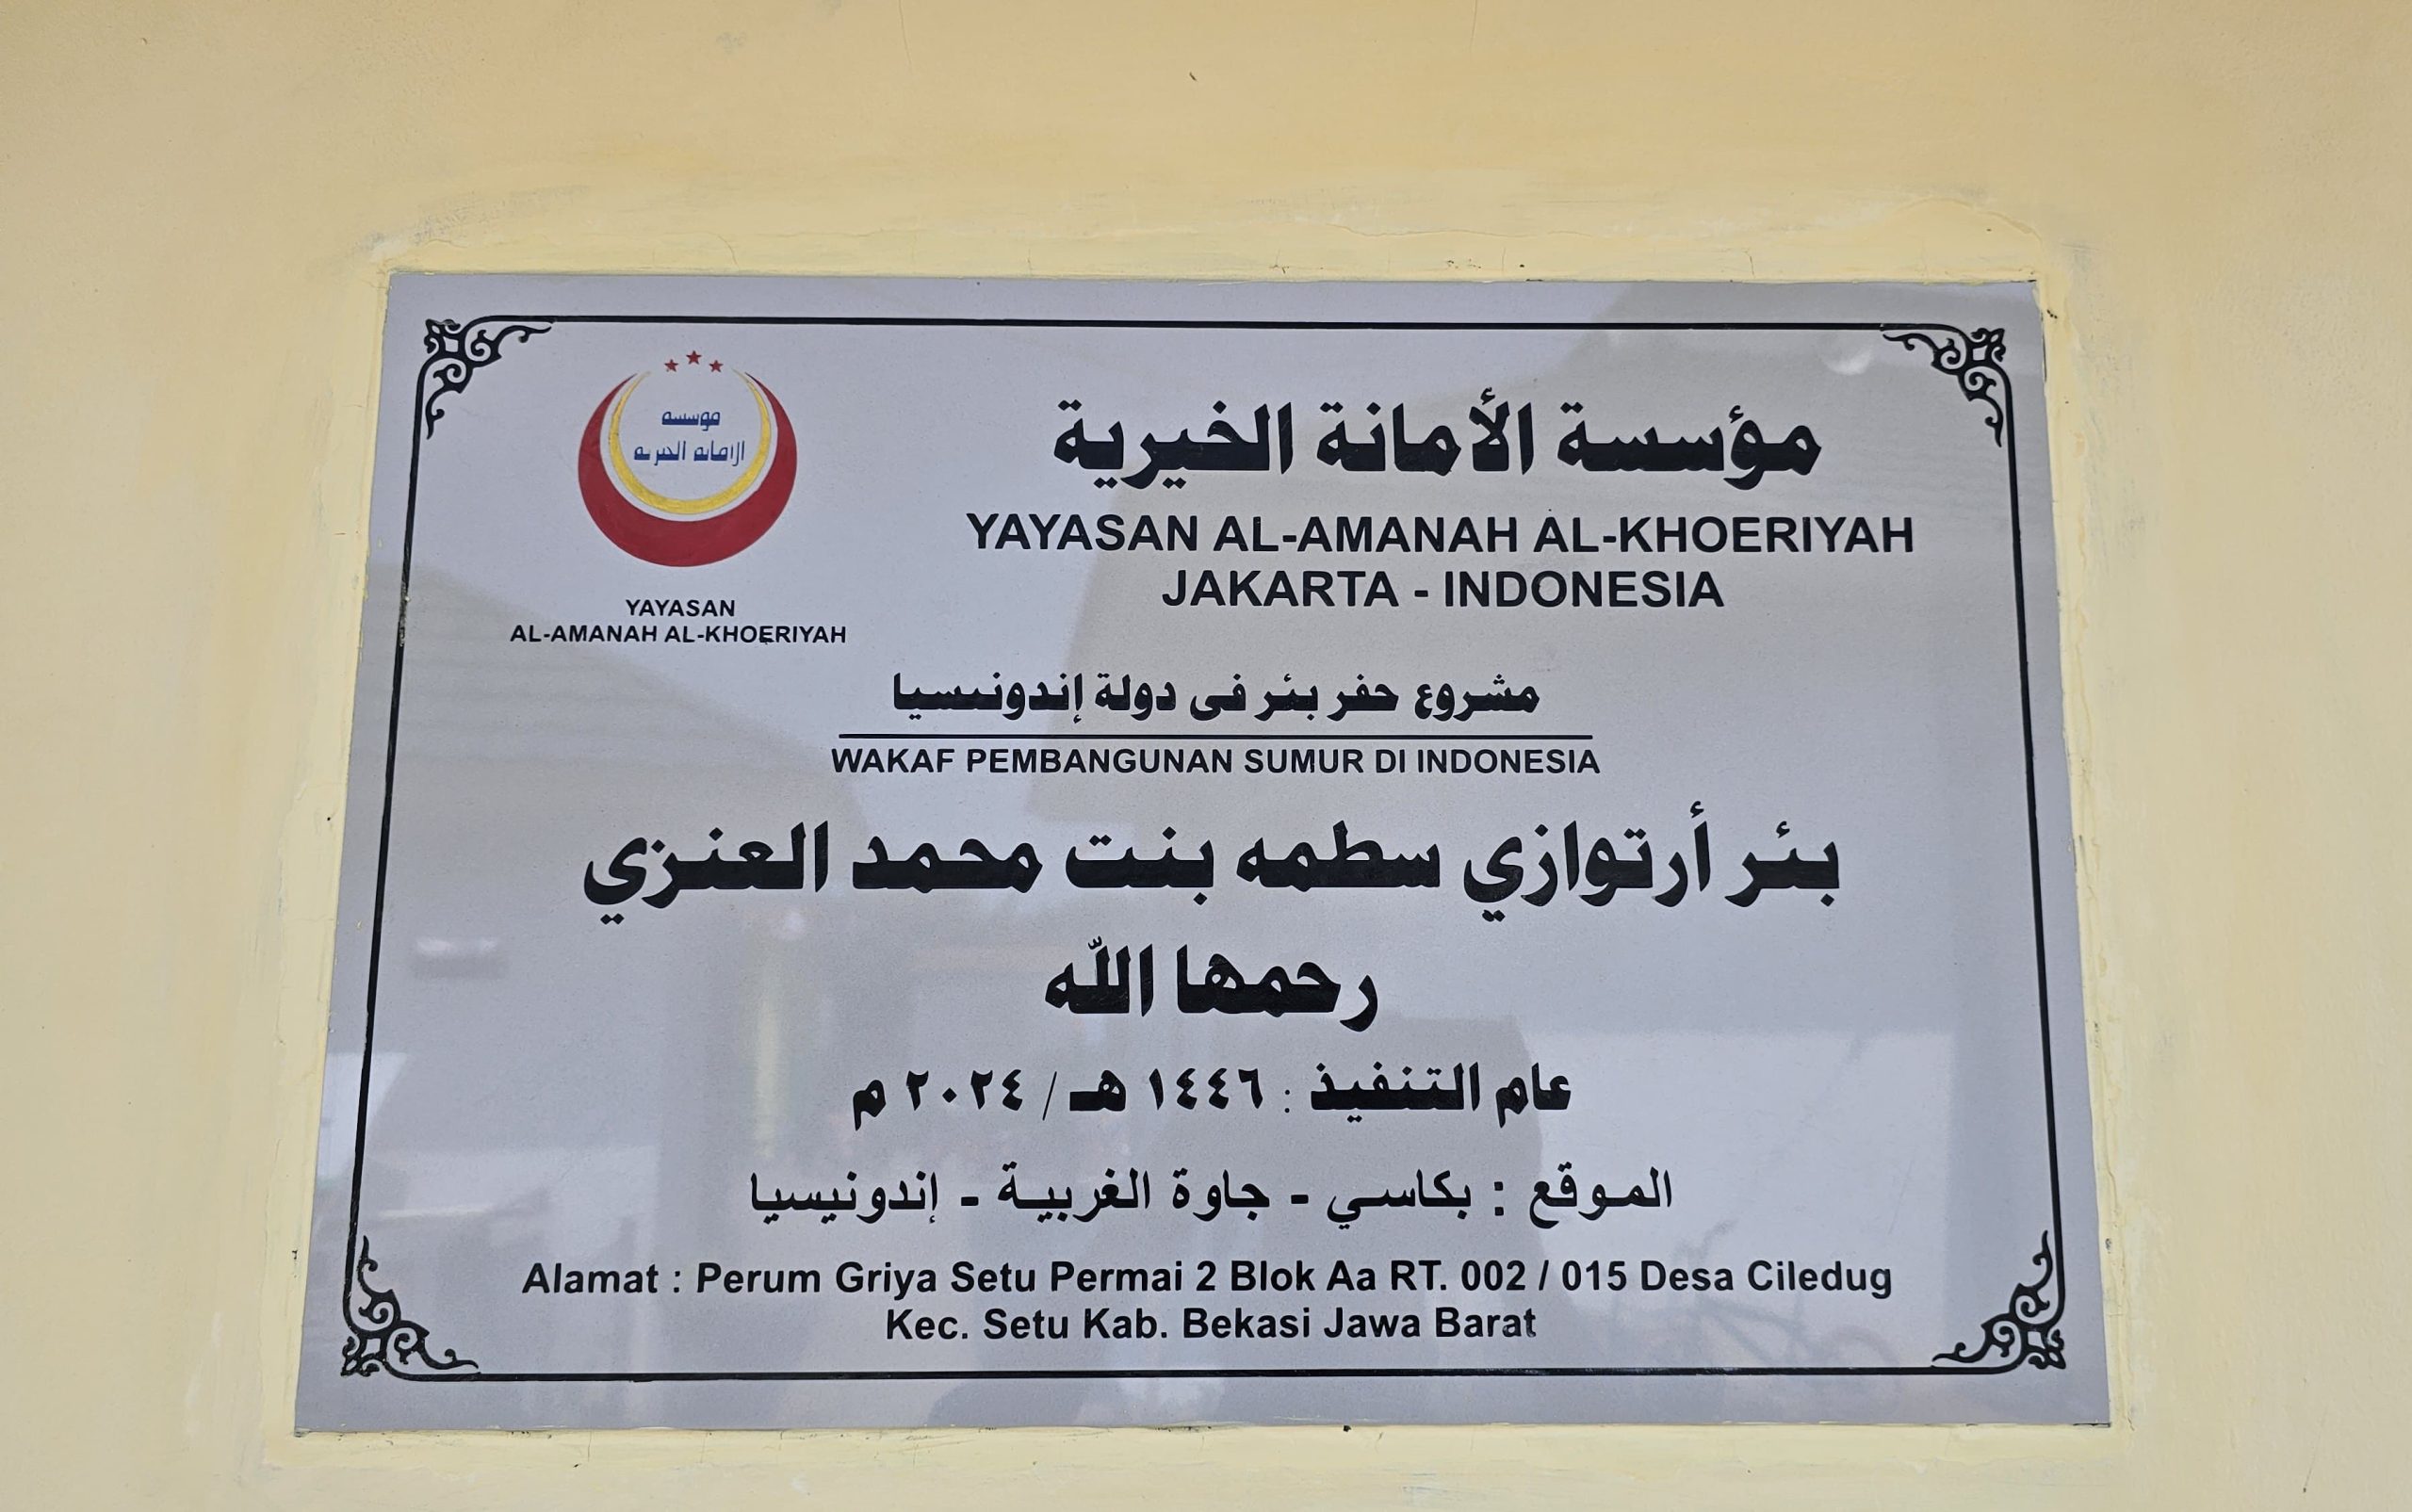 موسسه
الامانه الخيريه
YAYASAN
AL-AMANAH AL-KHOERIYAH
مؤسسة الأمانة الخيرية
YAYASAN AL-AMANAH AL-KHOERIYAH
JAKARTA - INDONESIA
مشروع حفر بئر فى دولة إندونيسيا
WAKAF PEMBANGUNAN SUMUR DI INDONESIA
بئر أرتوازي سطمه بنت محمد العنزي
رحمها الله
عام التنفيذ : ١٤٤٦ هـ / ٢٠٢٤ م
الموقع : بكاسي - جاوة الغربية - إندونيسيا
Alamat : Perum Griya Setu Permai 2 Blok Aa RT. 002 / 015 Desa Ciledug
Kec. Setu Kab. Bekasi Jawa Barat